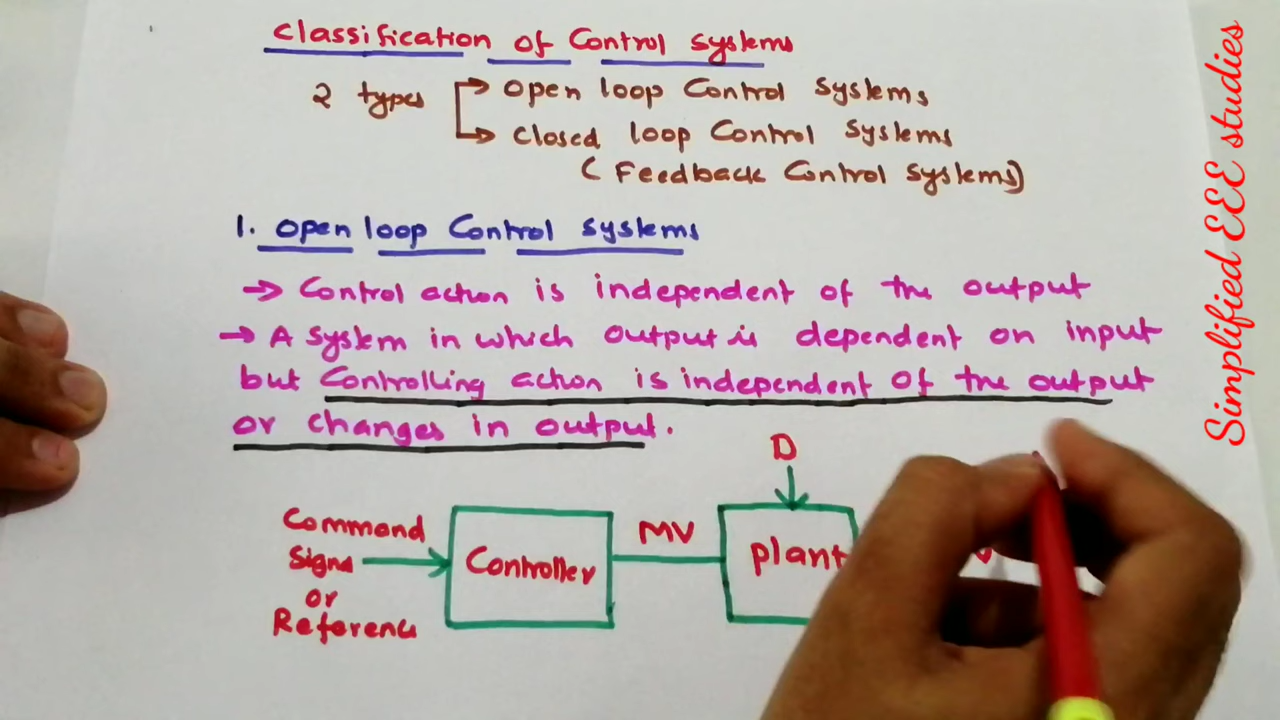 Classification of Control systems
2 types
Open loop Control Systems
Closed loop Control Systems
(Feedback Control Systems)
1. Open loop Control systems
→ Control action is independent of the output
→ A system in which output is dependent on input
but Controlling action is independent of the output
or changes in output.
D
Command
Signa
or
Referenc
Controller
MV
plant
Simplified EEE studies